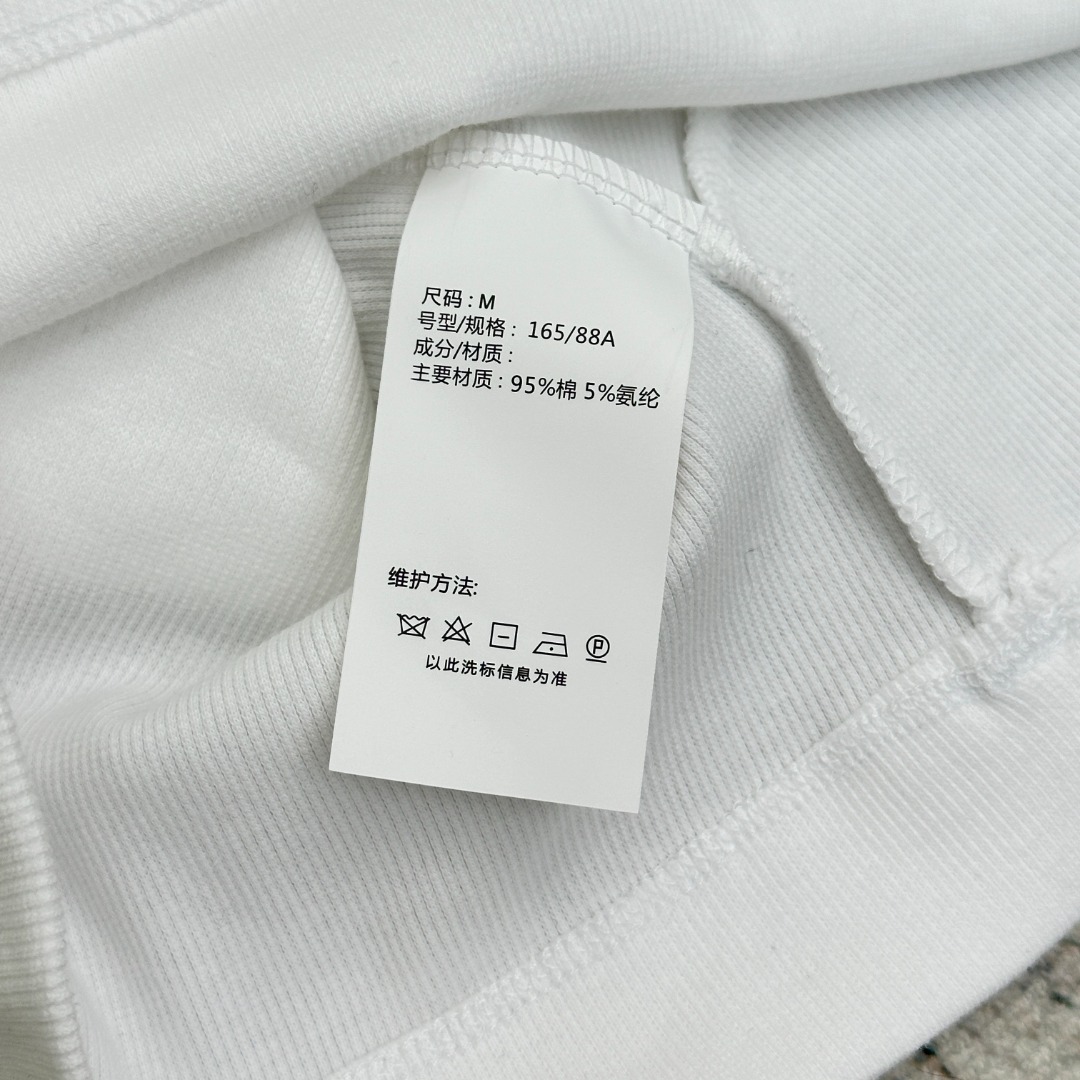 尺码：M
号型/规格：165/88A
成分/材质：
主要材质：95%棉 5%氨纶
维护方法:
P
以此洗标信息为准